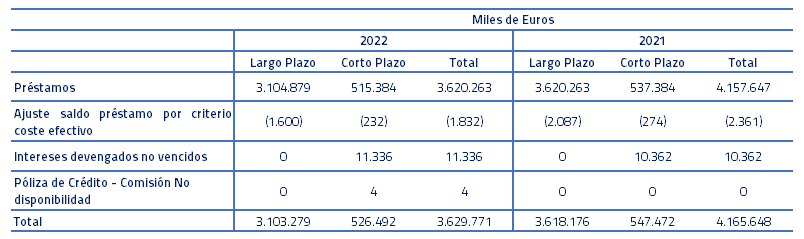 Miles de Euros
2022 2021
Largo Plazo Corto Plazo Total Largo Plazo Corto Plazo Total
Préstamos 3.104.879 515.384 3.620.263 3.620.263 537.384 4.157.647
Ajuste saldo préstamo por criterio
coste efectivo (1.600) (232) (1.832) (2.087) (274) (2.361)
Intereses devengados no vencidos 0 11.336 11.336 0 10.362 10.362
Póliza de Crédito - Comisión No
disponibilidad 0 4 4 0 0 0
Total 3.103.279 526.492 3.629.771 3.618.176 547.472 4.165.648